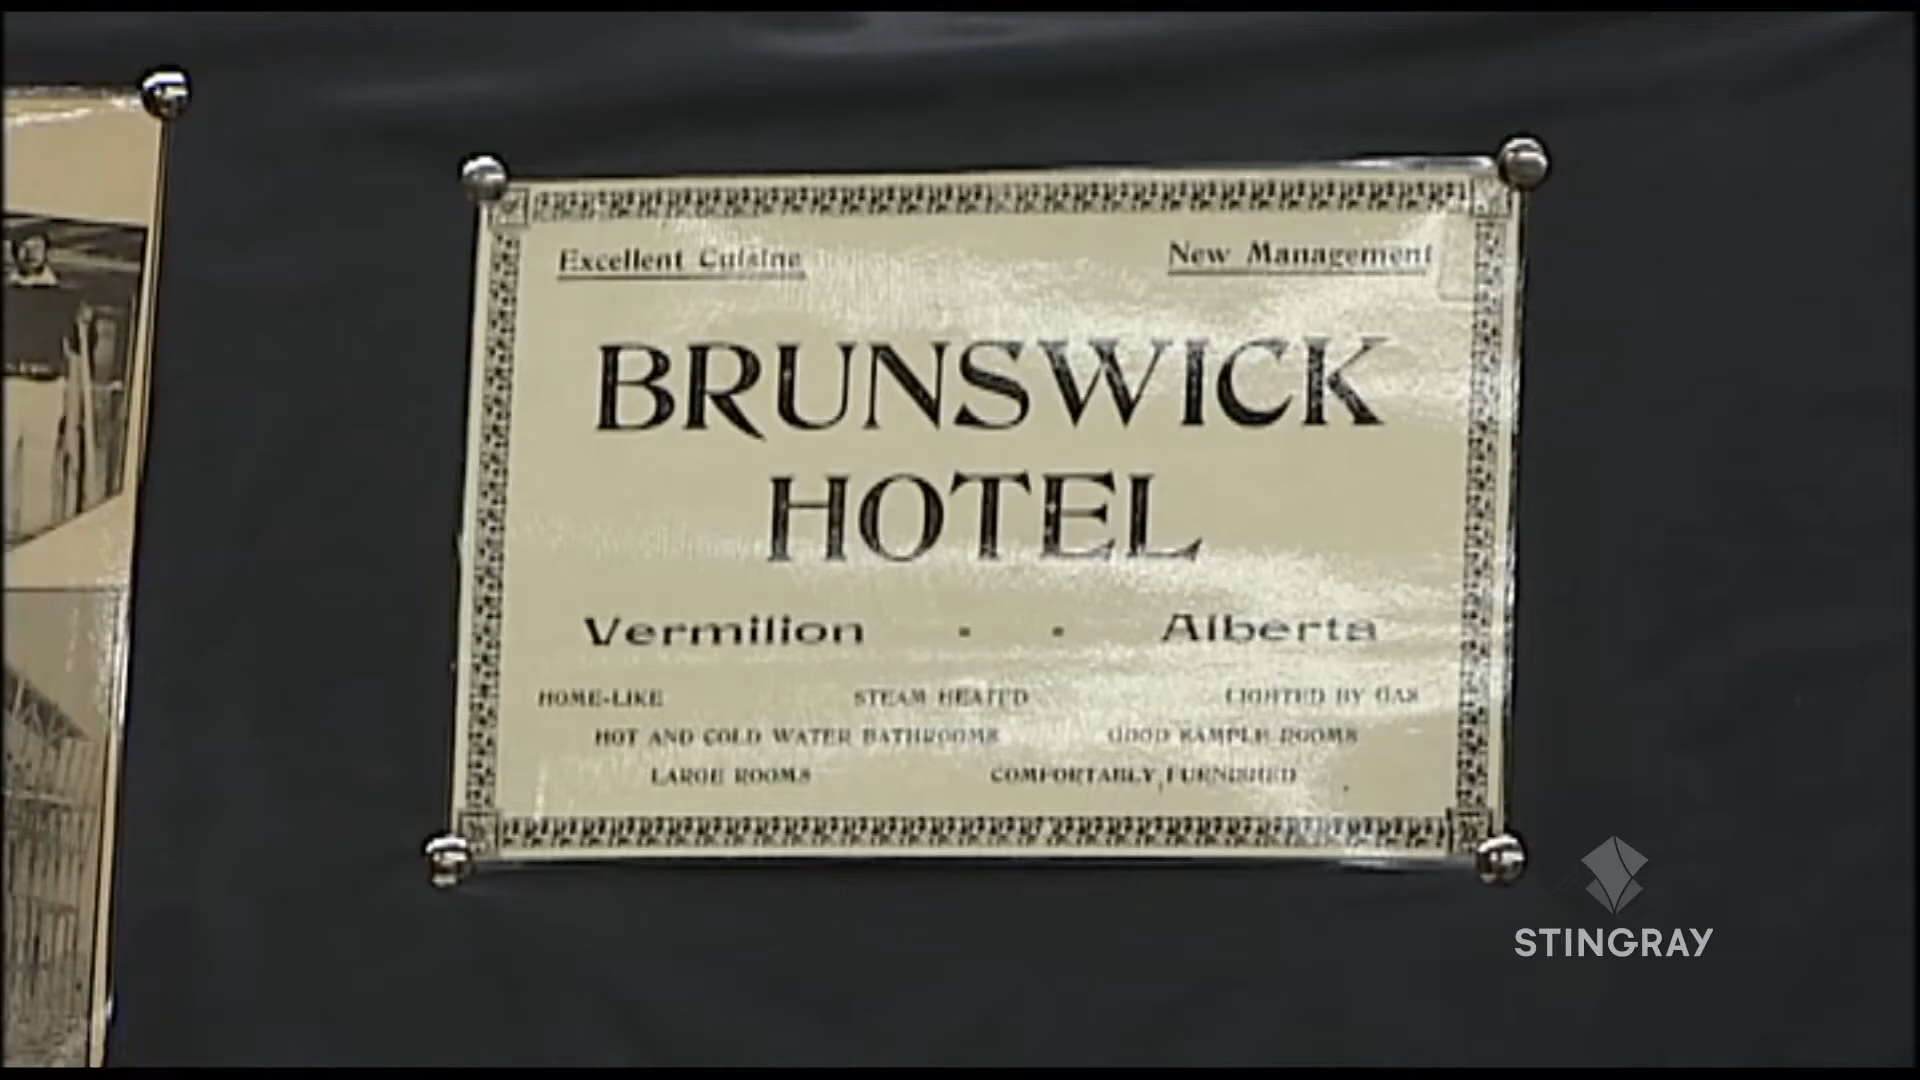 Excellent Cuisine New Management
BRUNSWICK
HOTEL
Vermilion - - Alberta
HOME-LIKE STEAM HEATED LIGHTED BY GAS
HOT AND COLD WATER BATHROOMS GOOD SAMPLE ROOMS
LARGE ROOMS COMFORTABLY FURNISHED
STINGRAY